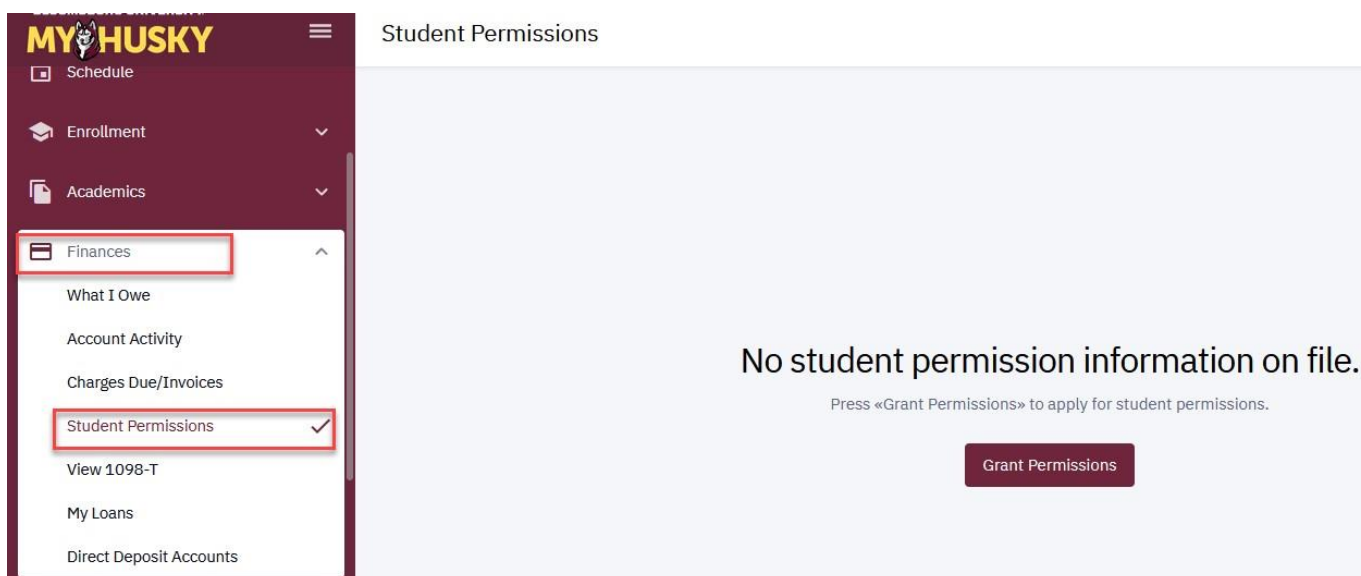 MY HUSKY
Student Permissions
Schedule
Enrollment
Academics
Finances
What I Owe
Account Activity
Charges Due/Invoices
Student Permissions
View 1098-T
My Loans
Direct Deposit Accounts
No student permission information on file.
Press «Grant Permissions» to apply for student permissions.
Grant Permissions